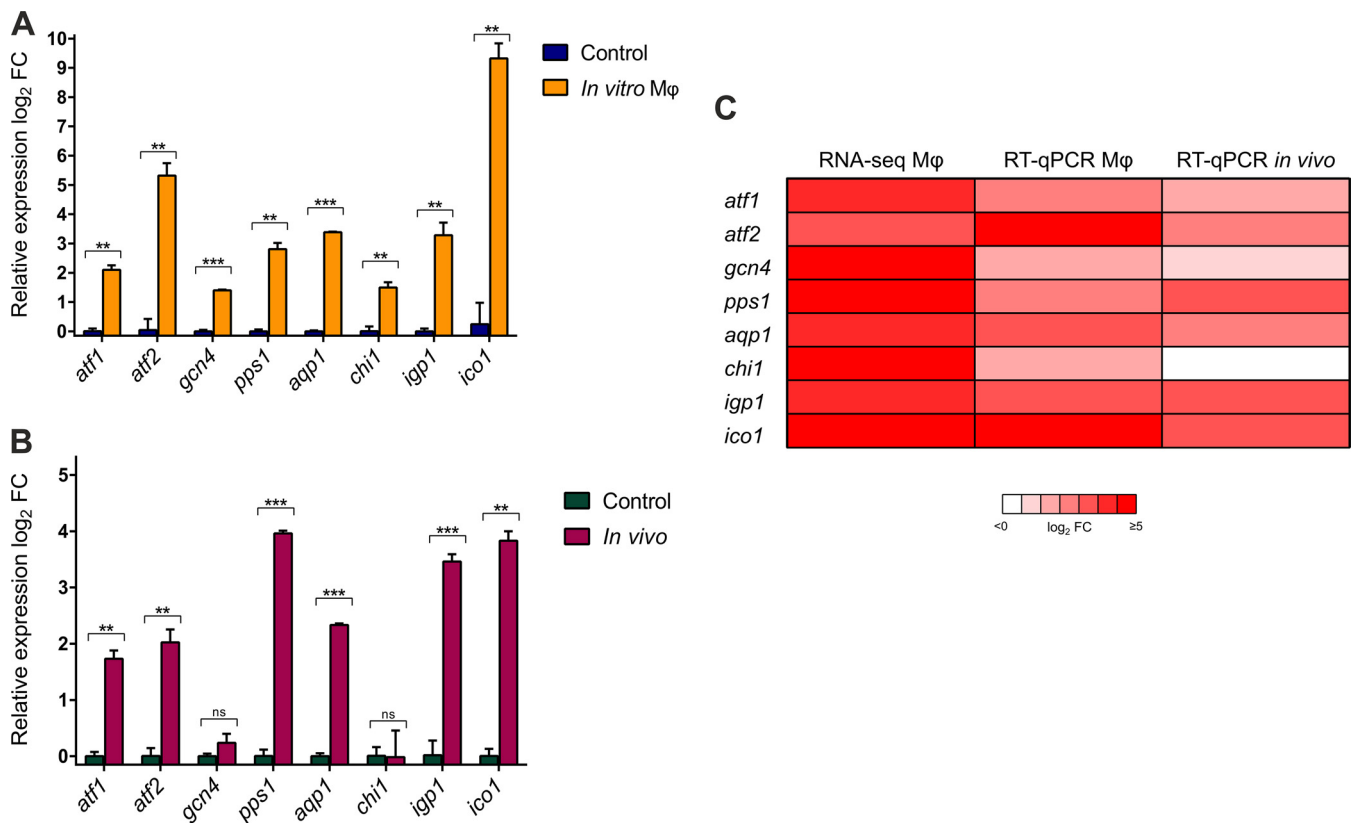 A
Relative expression log₂ FC
10
9
8
7
6
5
4
3
2
1
0
** ** *** ** *** ** ** **
atf1 atf2 gcn4 pps1 aqp1 chi1 igp1 ico1
Control
In vitro Mφ
B
Relative expression log₂ FC
5
4
3
2
1
0
** ** ns *** *** ns *** **
atf1 atf2 gcn4 pps1 aqp1 chi1 igp1 ico1
Control
In vivo
C
RNA-seq Mφ RT-qPCR Mφ RT-qPCR in vivo
atf1
atf2
gcn4
pps1
aqp1
chi1
igp1
ico1
<0 log₂ FC ≥5